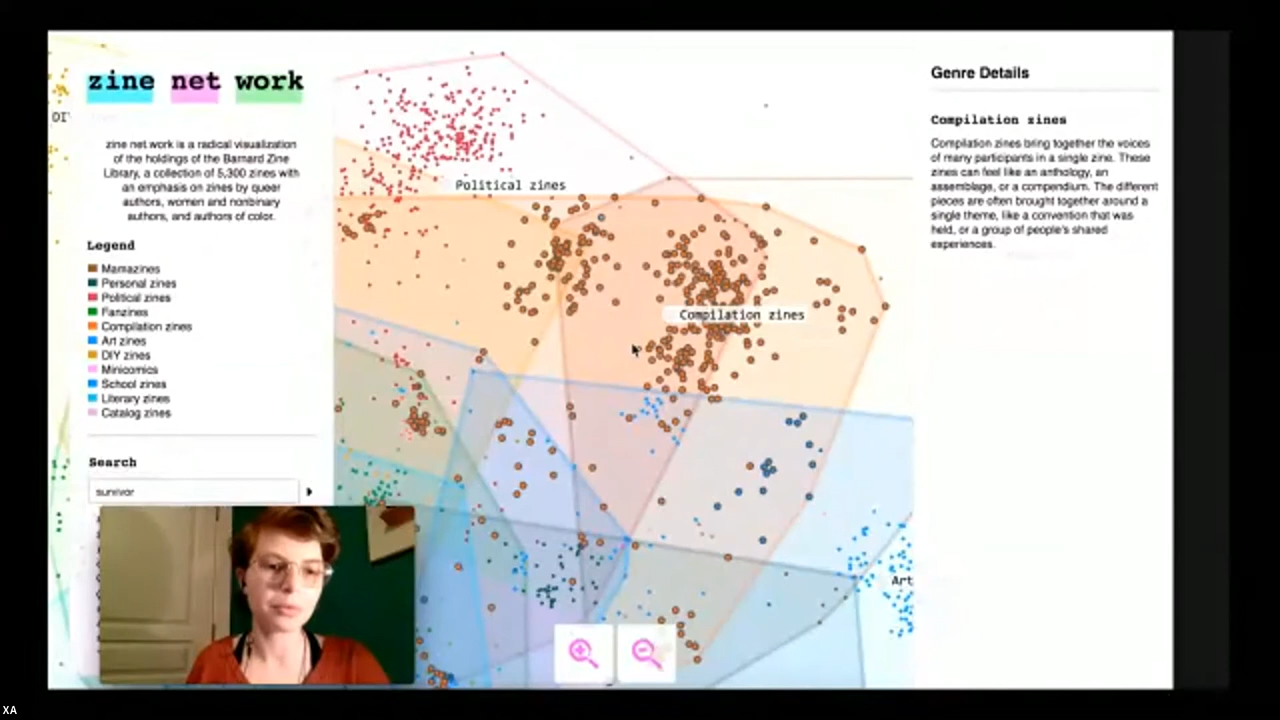 zine net work
zine net work is a radical visualization
of the holdings of the Barnard Zine
Library, a collection of 5,300 zines with
an emphasis on zines by queer
authors, women and nonbinary
authors, and authors of color.
Legend
Mamazines
Personal zines
Political zines
Fanzines
Compilation zines
Art zines
DIY zines
Minicomics
School zines
Literary zines
Catalog zines
Search
survivor
Political zines
Compilation zines
Art
Genre Details
Compilation zines
Compilation zines bring together the voices
of many participants in a single zine. These
zines can feel like an anthology, an
assemblage, or a compendium. The different
pieces are often brought together around a
single theme, like a convention that was
held, or a group of people's shared
experiences.
XA